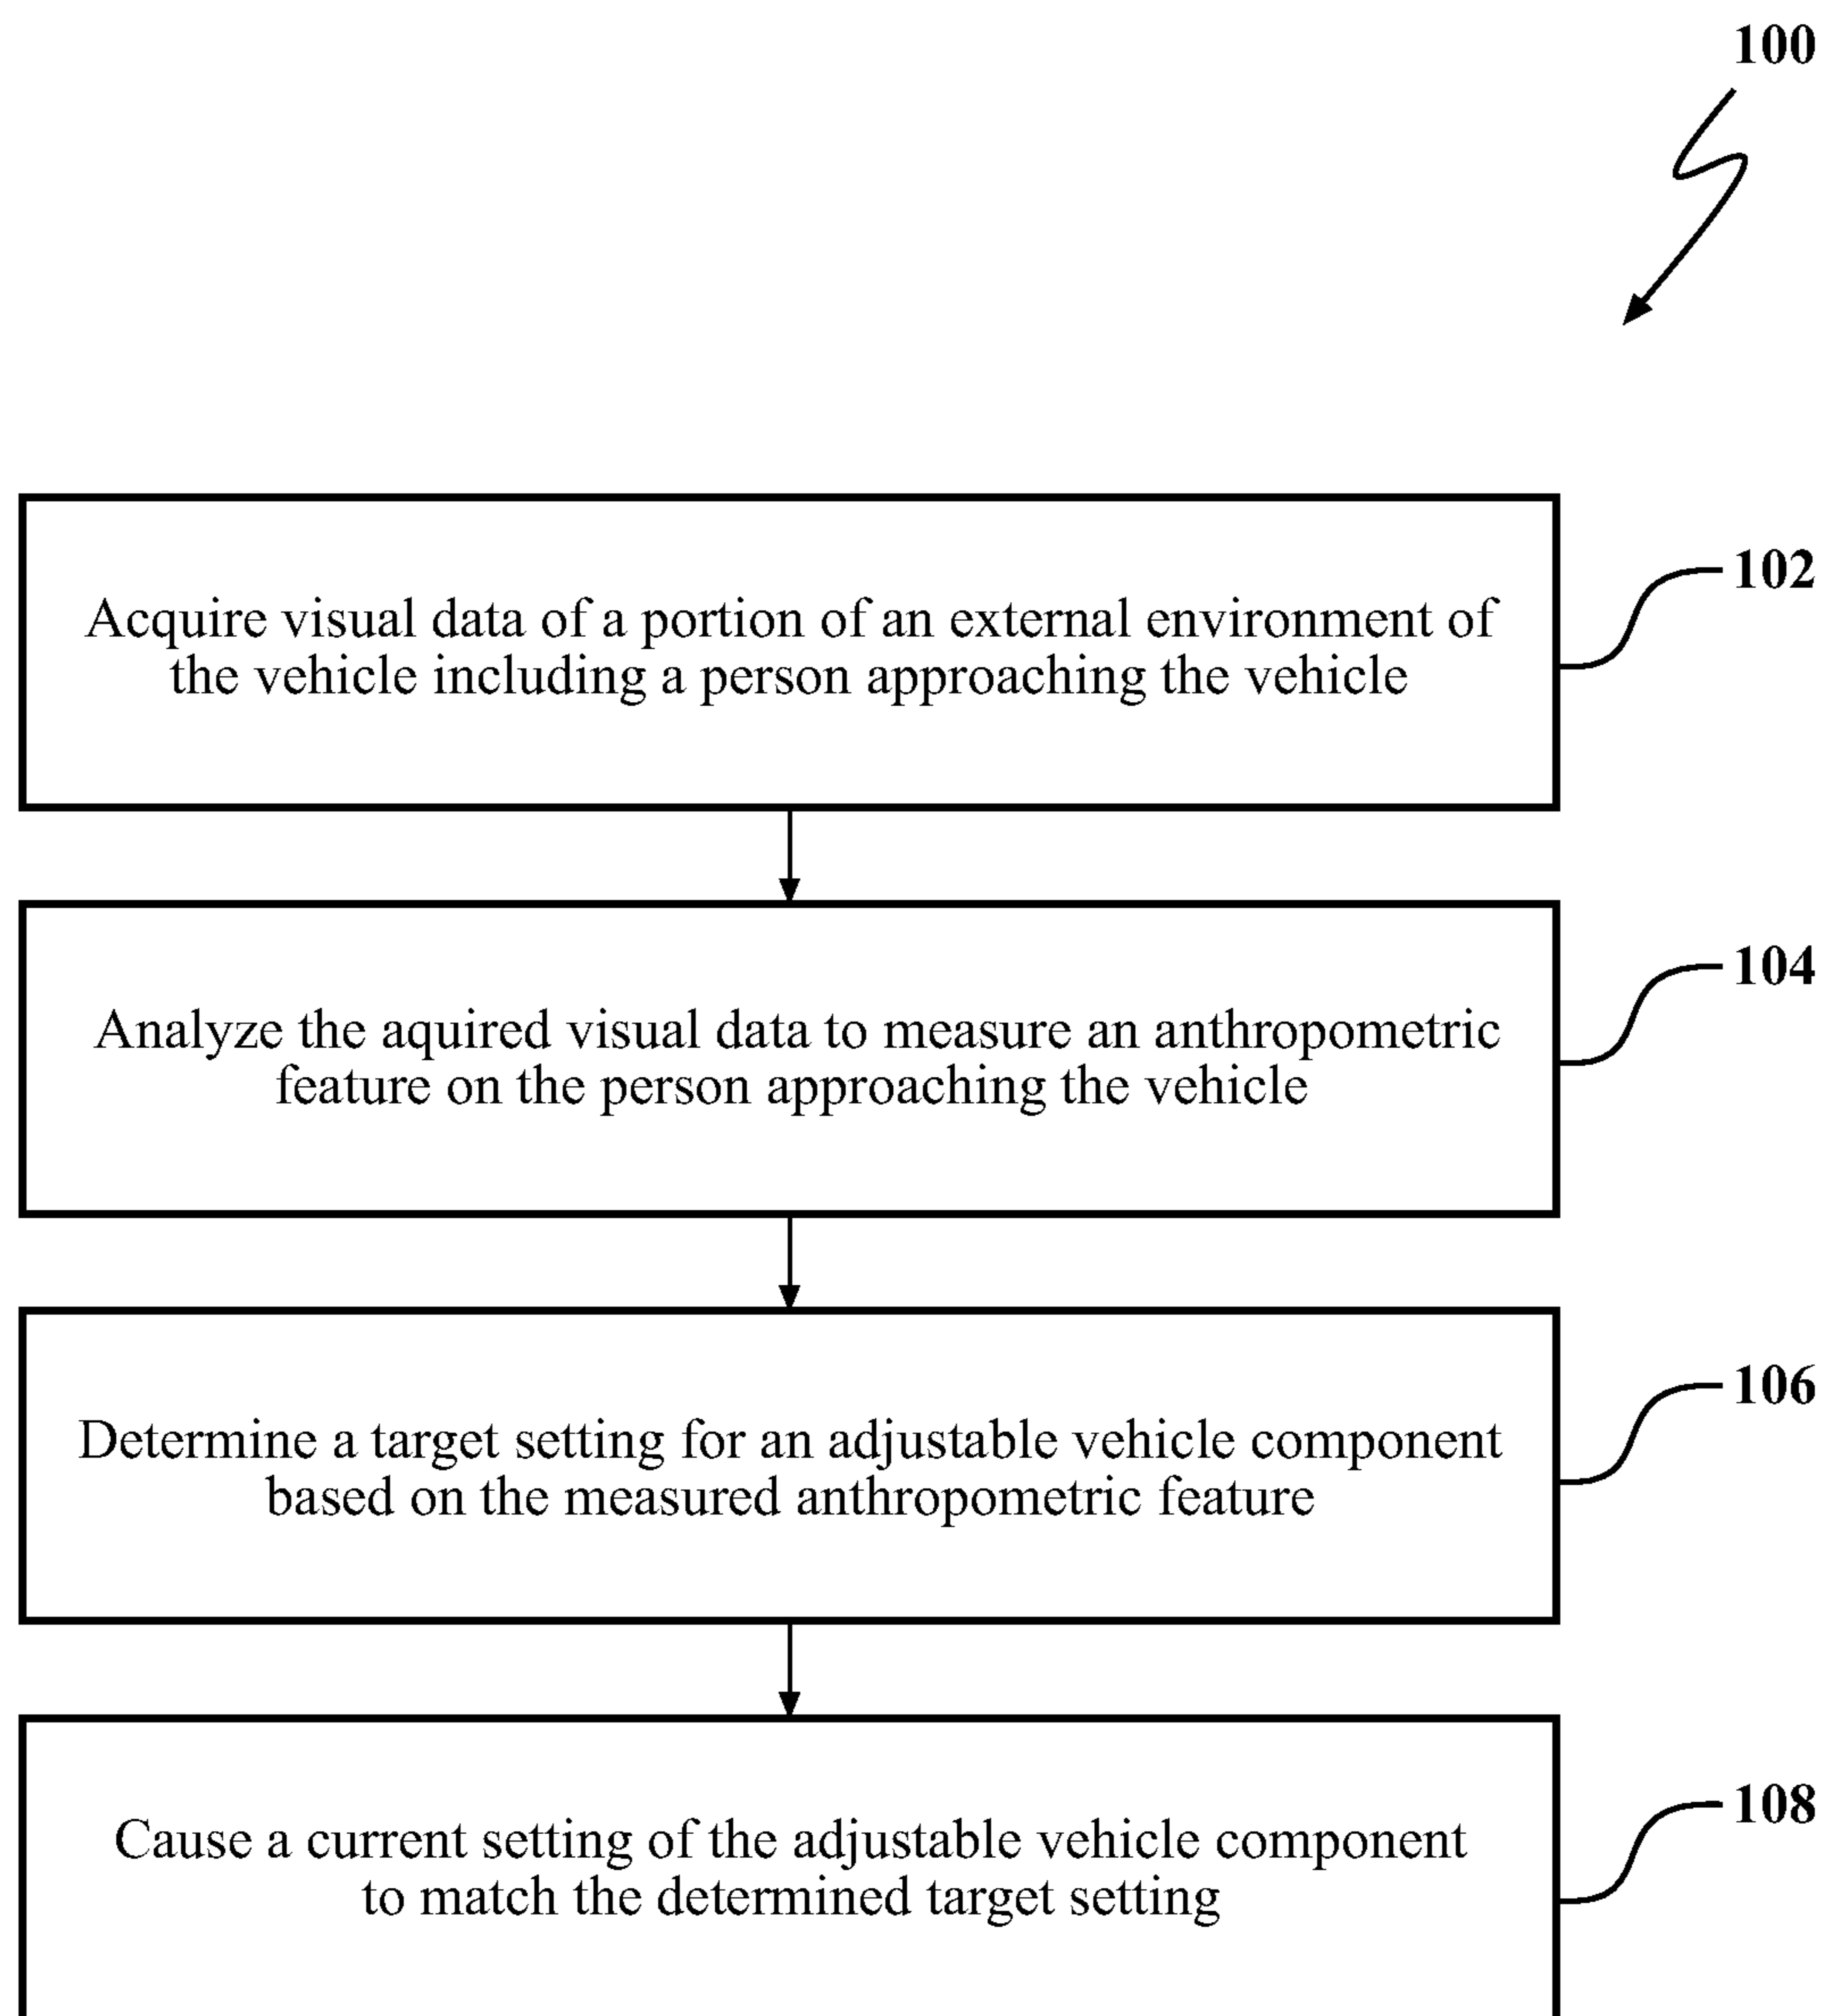 100
Acquire visual data of a portion of an external environment of
the vehicle including a person approaching the vehicle
102
Analyze the aquired visual data to measure an anthropometric
feature on the person approaching the vehicle
104
Determine a target setting for an adjustable vehicle component
based on the measured anthropometric feature
106
Cause a current setting of the adjustable vehicle component
to match the determined target setting
108